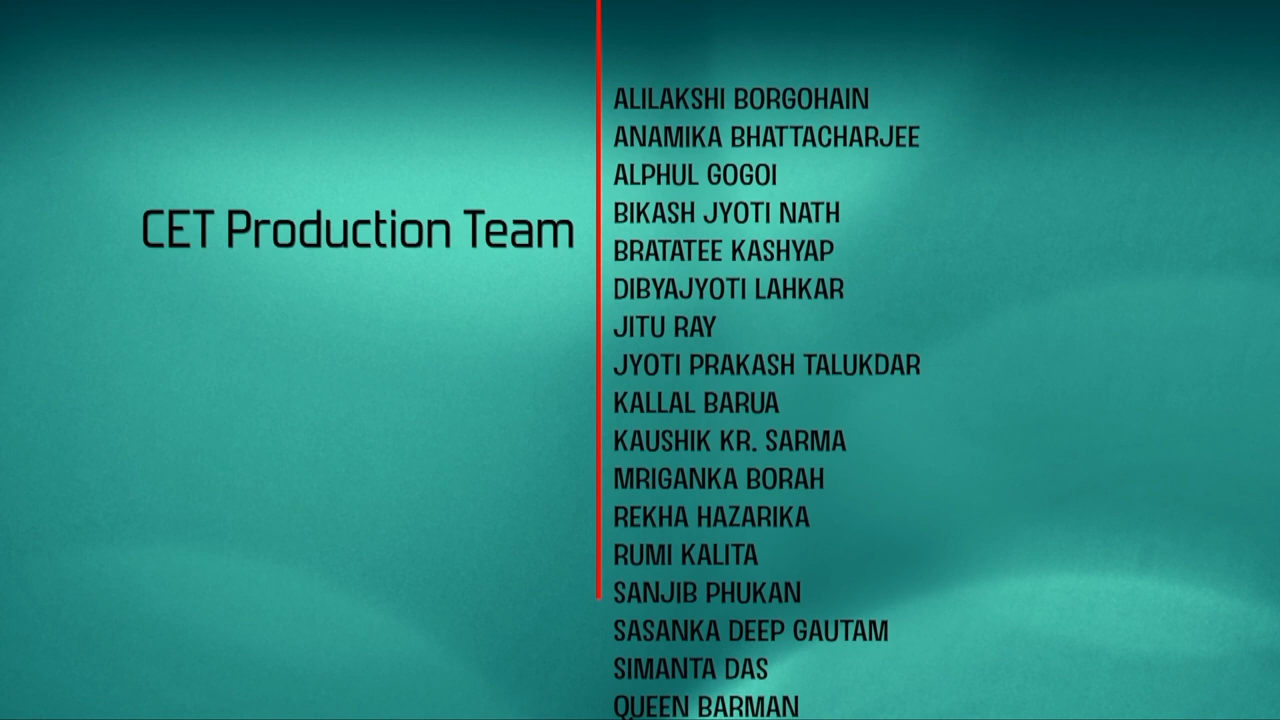 CET Production Team
ALILAKSHI BORGOHAIN
ANAMIKA BHATTACHARJEE
ALPHUL GOGOI
BIKASH JYOTI NATH
BRATATEE KASHYAP
DIBYAJYOTI LAHKAR
JITU RAY
JYOTI PRAKASH TALUKDAR
KALLAL BARUA
KAUSHIK KR. SARMA
MRIGANKA BORAH
REKHA HAZARIKA
RUMI KALITA
SANJIB PHUKAN
SASANKA DEEP GAUTAM
SIMANTA DAS
QUEEN BARMAN